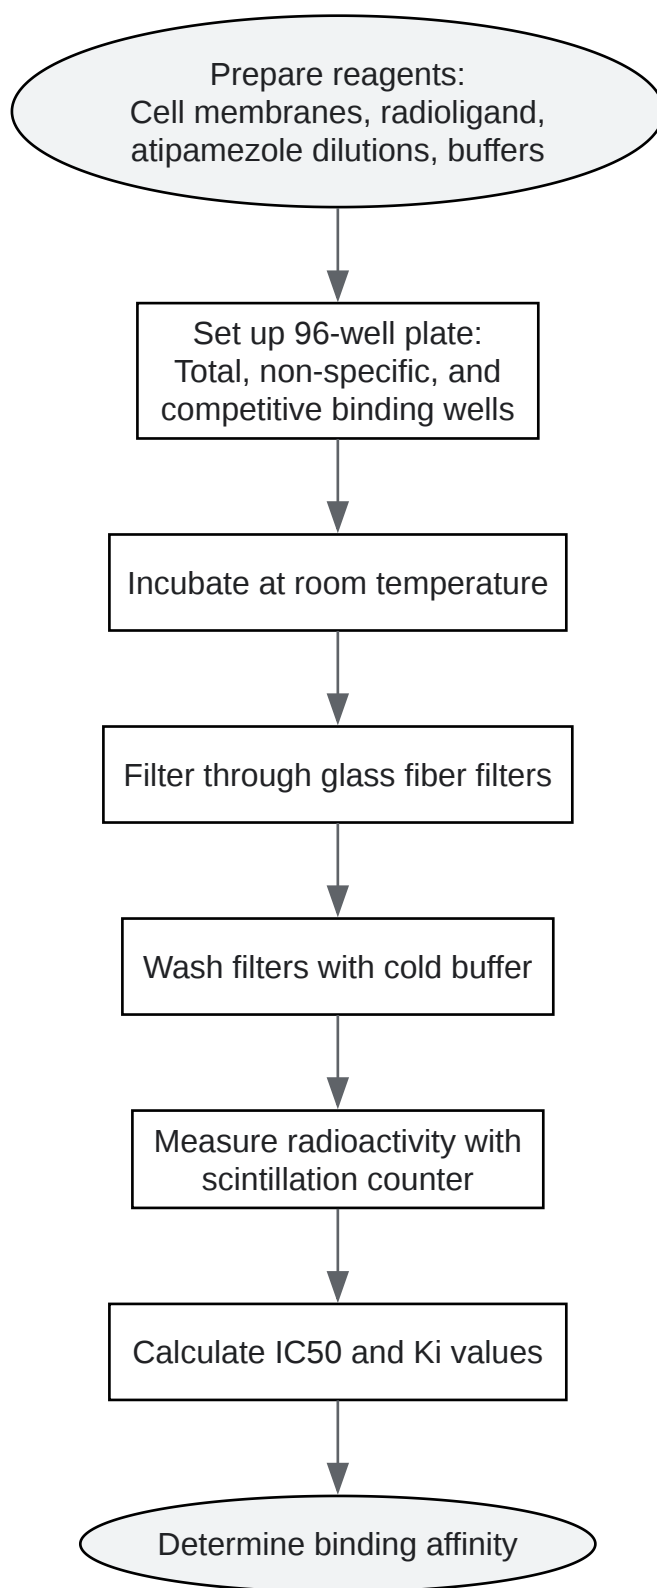 Prepare reagents:
Cell membranes, radioligand,
atipamezole dilutions, buffers
Set up 96-well plate:
Total, non-specific, and
competitive binding wells
Incubate at room temperature
Filter through glass fiber filters
Wash filters with cold buffer
Measure radioactivity with
scintillation counter
Calculate IC50 and Ki values
Determine binding affinity